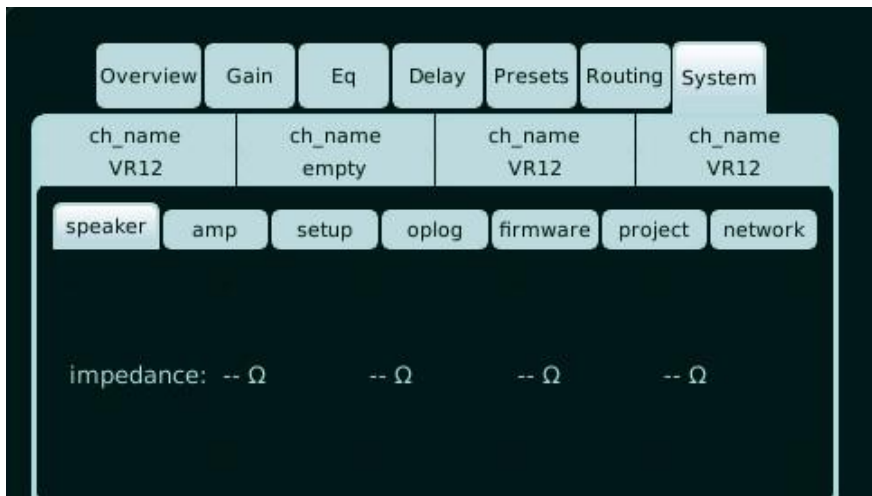 Overview Gain Eq Delay Presets Routing System
ch_name ch_name ch_name ch_name
VR12 empty VR12 VR12
speaker amp setup oplog firmware project network
impedance: -- Ω -- Ω -- Ω -- Ω